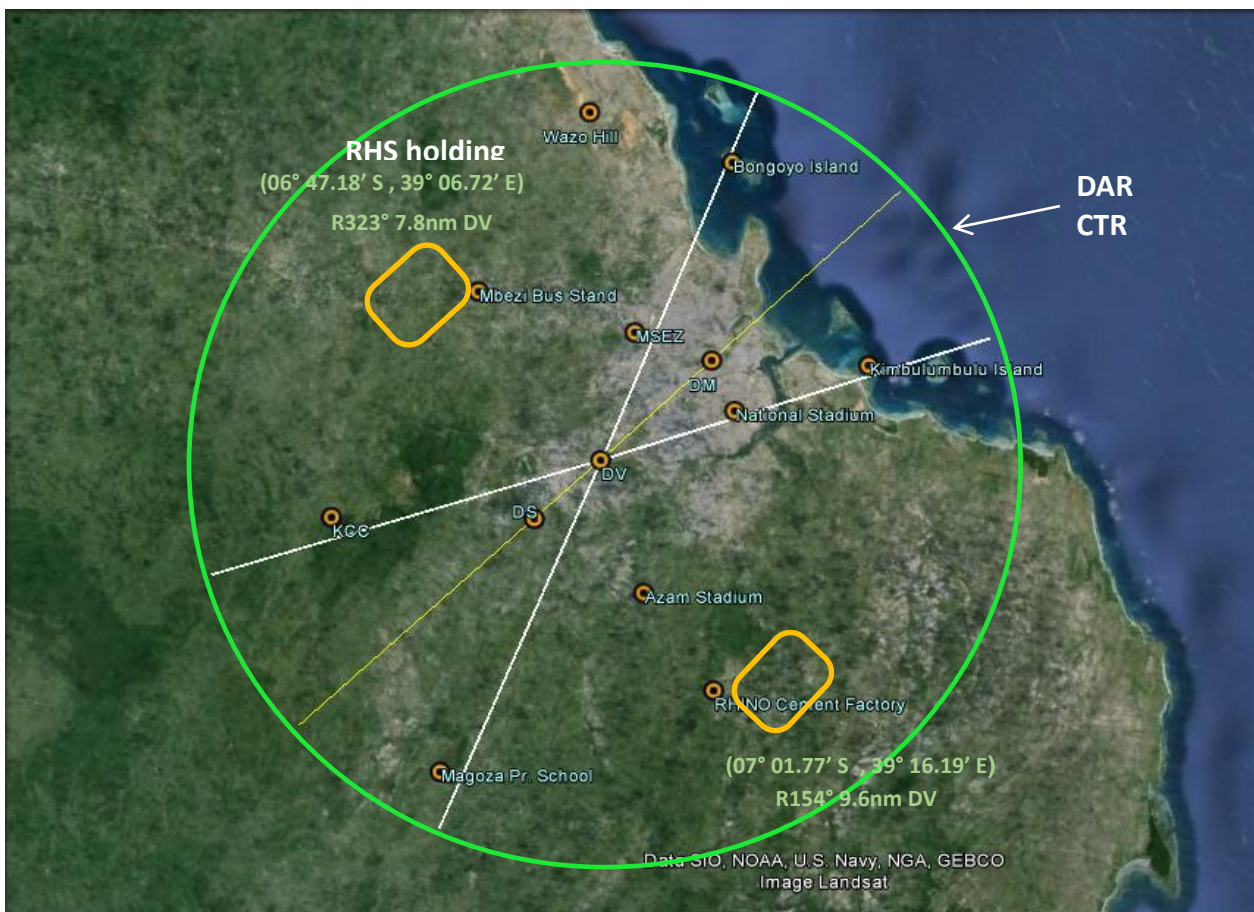 Wazo Hill
RHS holding
(06° 47.18’ S , 39° 06.72’ E)
R323° 7.8nm DV
Bongoyo Island
DAR
CTR
Mbezi Bus Stand
MSEZ
DM
Kimbulumbulu Island
National Stadium
DV
DS
KCC
Azam Stadium
RHINO Cement Factory
(07° 01.77’ S , 39° 16.19’ E)
R154° 9.6nm DV
Magoza Pr. School
Data SIO, NOAA, U.S. Navy, NGA, GEBCO
Image Landsat